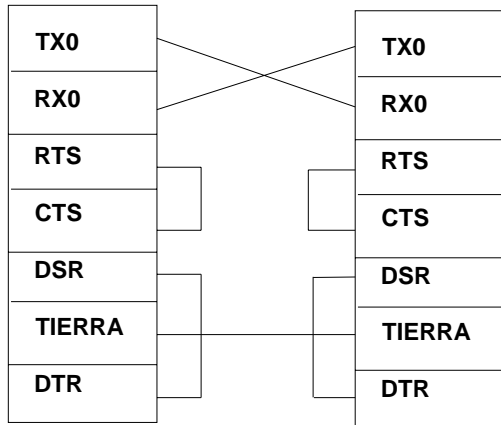 TX0
RX0
RTS
CTS
DSR
TIERRA
DTR
TX0
RX0
RTS
CTS
DSR
TIERRA
DTR